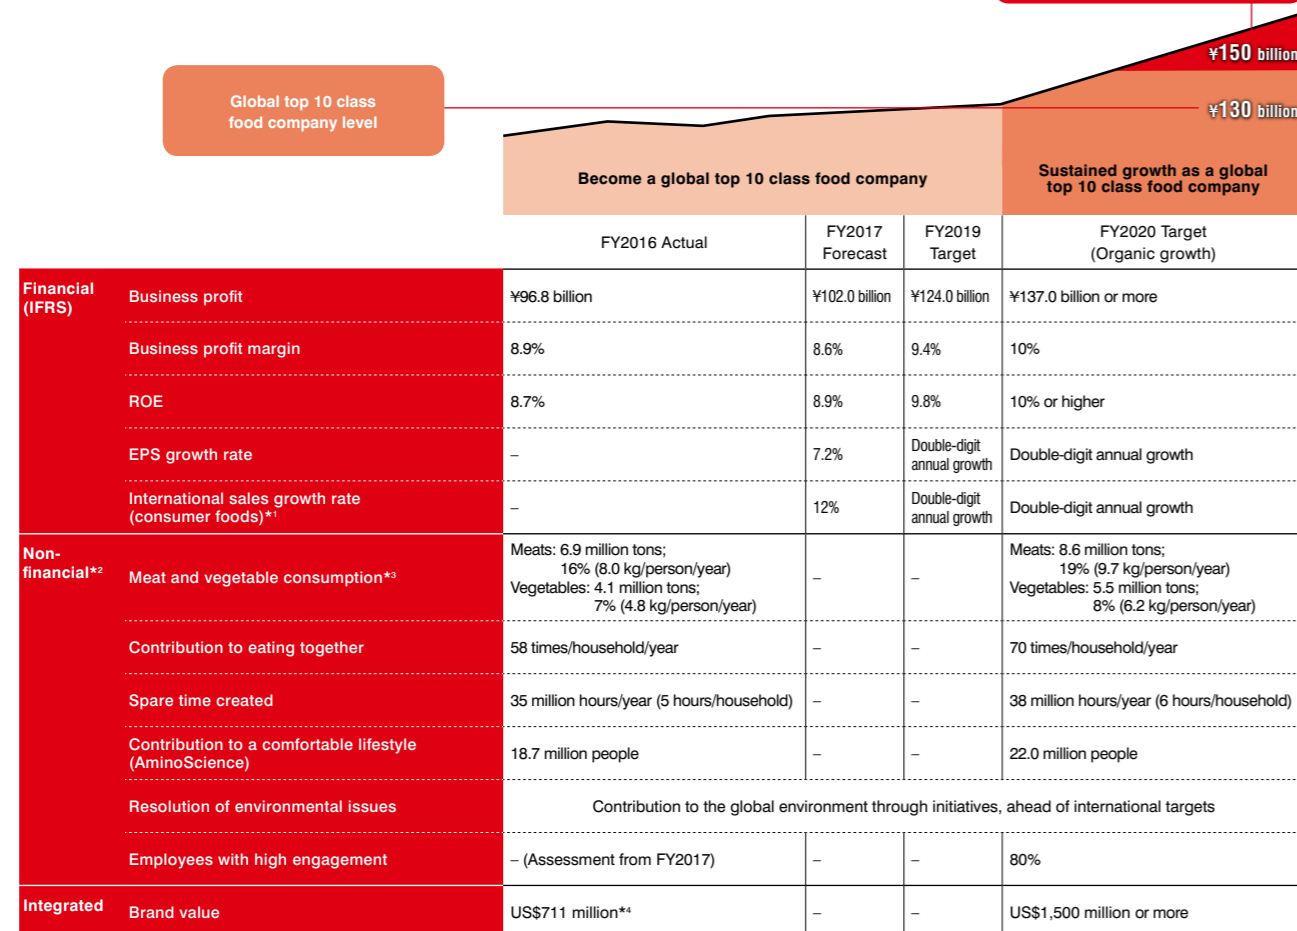 ¥150 billion
Global top 10 class
food company level
¥130 billion
Become a global top 10 class food company
Sustained growth as a global
top 10 class food company
FY2016 Actual
FY2017
Forecast
FY2019
Target
FY2020 Target
(Organic growth)
Financial
(IFRS)
Business profit
¥96.8 billion
¥102.0 billion
¥124.0 billion
¥137.0 billion or more
Business profit margin
8.9%
8.6%
9.4%
10%
ROE
8.7%
8.9%
9.8%
10% or higher
EPS growth rate
–
7.2%
Double-digit
annual growth
Double-digit annual growth
International sales growth rate
(consumer foods)*1
–
12%
Double-digit
annual growth
Double-digit annual growth
Non-
financial*2
Meat and vegetable consumption*3
Meats: 6.9 million tons;
16% (8.0 kg/person/year)
Vegetables: 4.1 million tons;
7% (4.8 kg/person/year)
–
–
Meats: 8.6 million tons;
19% (9.7 kg/person/year)
Vegetables: 5.5 million tons;
8% (6.2 kg/person/year)
Contribution to eating together
58 times/household/year
–
–
70 times/household/year
Spare time created
35 million hours/year (5 hours/household)
–
–
38 million hours/year (6 hours/household)
Contribution to a comfortable lifestyle
(AminoScience)
18.7 million people
–
–
22.0 million people
Resolution of environmental issues
Contribution to the global environment through initiatives, ahead of international targets
Employees with high engagement
– (Assessment from FY2017)
–
–
80%
Integrated
Brand value
US$711 million*4
–
–
US$1,500 million or more